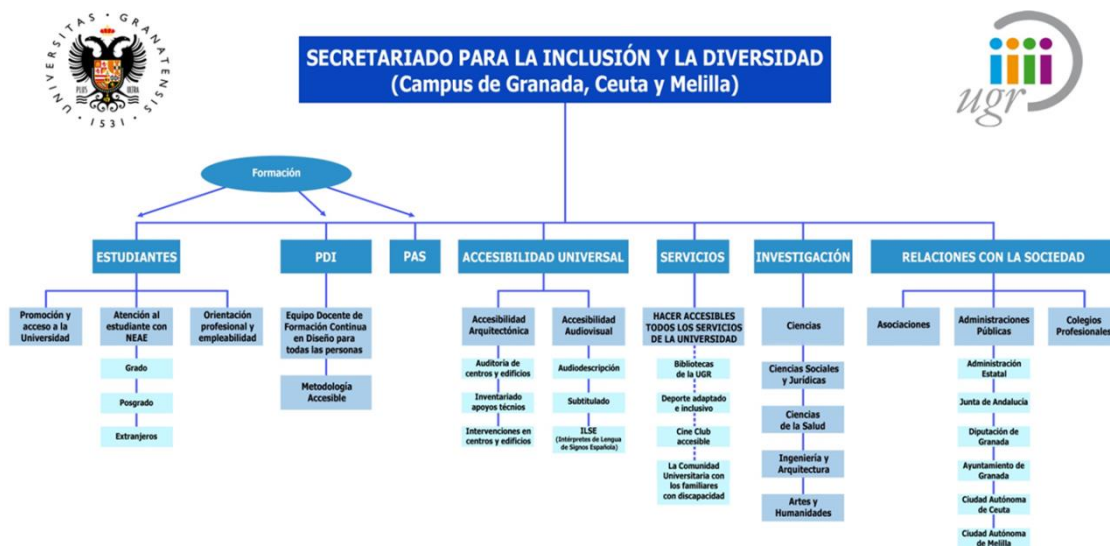 UNIVERSITAS · GRANATENSIS · 1531 ·
PLUS ULTRA
SECRETARIADO PARA LA INCLUSIÓN Y LA DIVERSIDAD
(Campus de Granada, Ceuta y Melilla)
ugr
Formación
ESTUDIANTES
PDI
PAS
ACCESIBILIDAD UNIVERSAL
SERVICIOS
INVESTIGACIÓN
RELACIONES CON LA SOCIEDAD
Promoción y
acceso a la
Universidad
Atención al
estudiante con
NEAE
Grado
Posgrado
Extranjeros
Orientación
profesional y
empleabilidad
Equipo Docente de
Formación Continua
en Diseño para
todas las personas
Metodología
Accesible
Accesibilidad
Arquitectónica
Auditoría de
centros y edificios
Inventariado
apoyos técnios
Intervenciones en
centros y edificios
Accesibilidad
Audiovisual
Audiodescripción
Subtitulado
ILSE
(Intérpretes de Lengua
de Signos Española)
HACER ACCESIBLES
TODOS LOS SERVICIOS
DE LA UNIVERSIDAD
Bibliotecas
de la UGR
Deporte adaptado
e inclusivo
Cine Club
accesible
La Comunidad
Universitaria con
los familiares
con discapacidad
Ciencias
Ciencias Sociales
y Jurídicas
Ciencias
de la Salud
Ingeniería y
Arquitectura
Artes y
Humanidades
Asociaciones
Administraciones
Públicas
Administración
Estatal
Junta de Andalucía
Diputación de
Granada
Ayuntamiento de
Granada
Ciudad Autónoma
de Ceuta
Ciudad Autónoma
de Melilla
Colegios
Profesionales